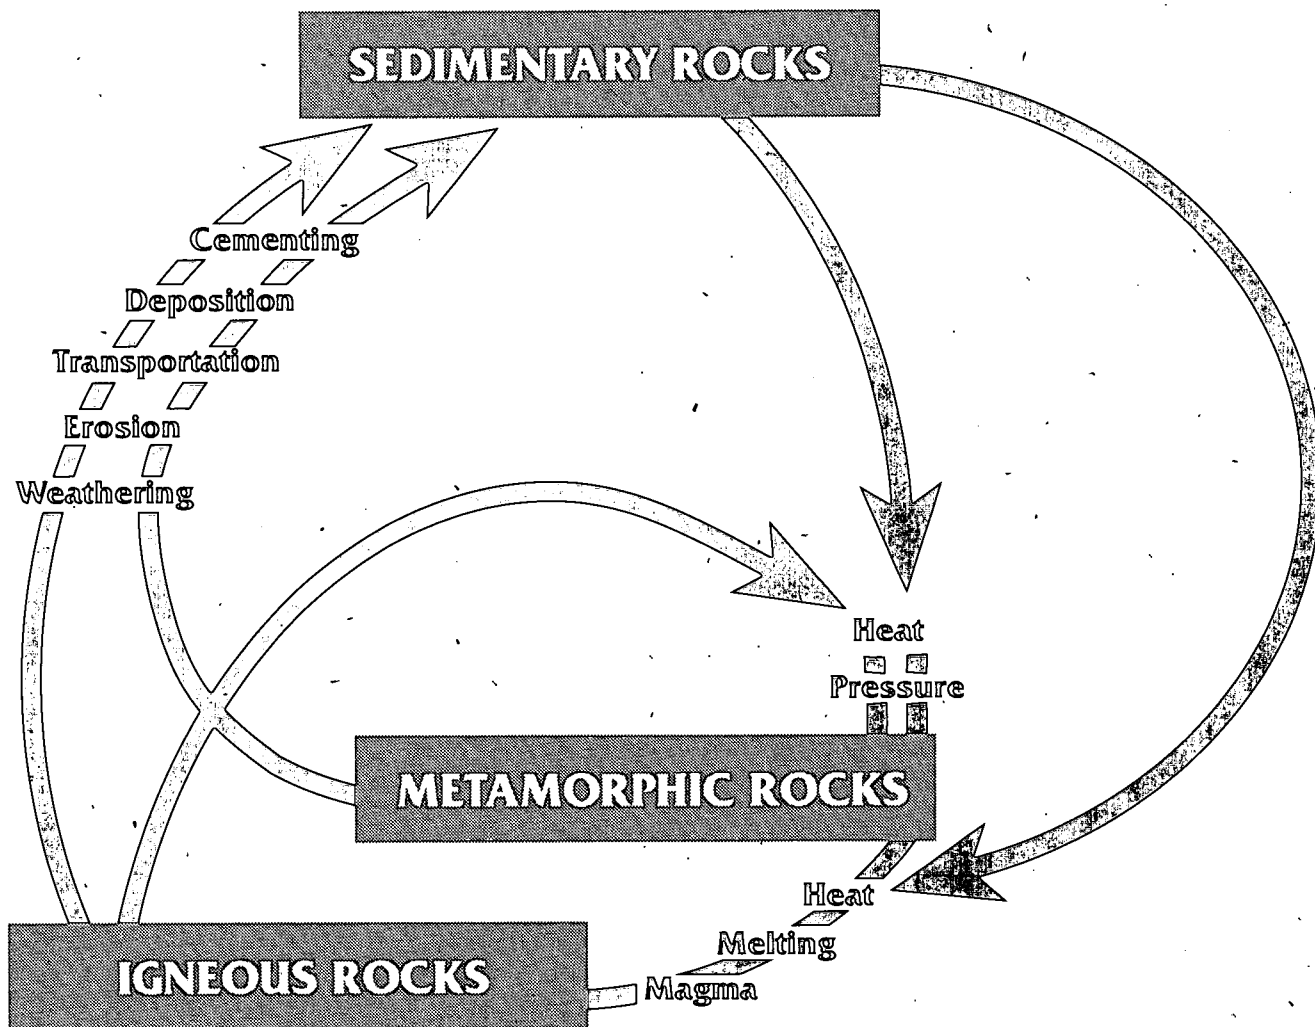 SEDIMENTARY ROCKS
Cementing
Deposition
Transportation
Erosion
Weathering
Heat
Pressure
METAMORPHIC ROCKS
Heat
Melting
Magma
IGNEOUS ROCKS